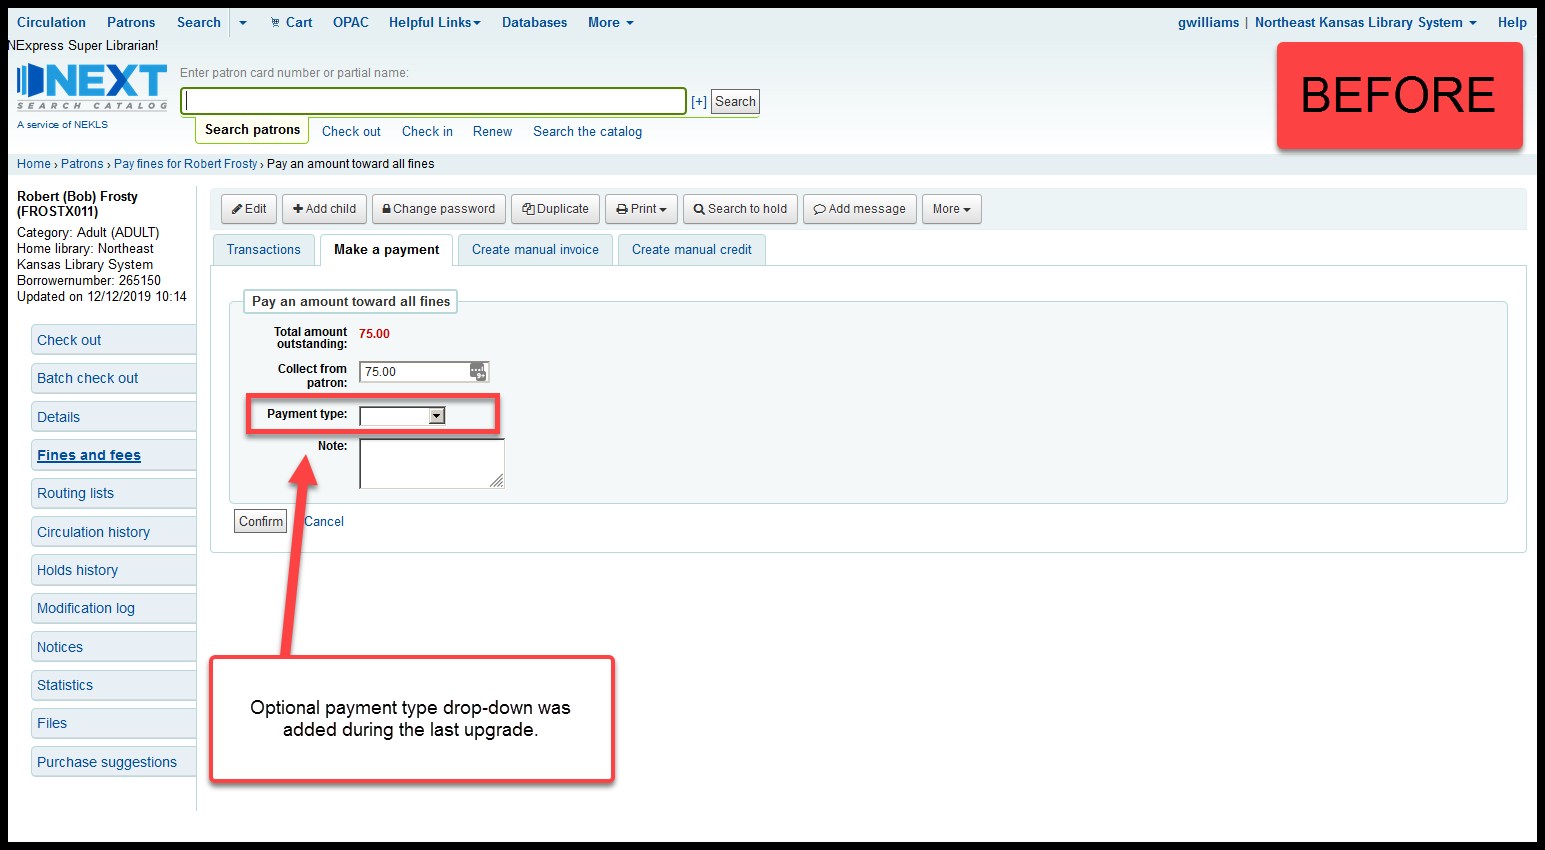 Circulation Patrons Search Cart OPAC Helpful Links Databases More gwilliams | Northeast Kansas Library System Help
NExpress Super Librarian!
BEFORE
NEXT
SEARCH CATALOG
A service of NEKLS
Enter patron card number or partial name:
[+] Search
Search patrons Check out Check in Renew Search the catalog
Home › Patrons › Pay fines for Robert Frosty › Pay an amount toward all fines
Robert (Bob) Frosty
(FROSTX011)
Category: Adult (ADULT)
Home library: Northeast
Kansas Library System
Borrowernumber: 265150
Updated on 12/12/2019 10:14
Check out
Batch check out
Details
Fines and fees
Routing lists
Circulation history
Holds history
Modification log
Notices
Statistics
Files
Purchase suggestions
Edit Add child Change password Duplicate Print Search to hold Add message More
Transactions Make a payment Create manual invoice Create manual credit
Pay an amount toward all fines
Total amount
outstanding: 75.00
Collect from
patron: 75.00
Payment type:
Note:
Confirm Cancel
Optional payment type drop-down was
added during the last upgrade.